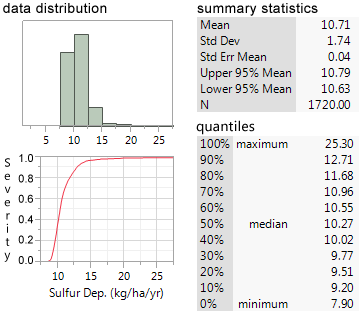 data distribution
5 10 15 20 25
Severity
1.0
0.8
0.6
0.4
0.2
0.0
10 15 20 25
Sulfur Dep. (kg/ha/yr)
summary statistics
Mean 10.71
Std Dev 1.74
Std Err Mean 0.04
Upper 95% Mean 10.79
Lower 95% Mean 10.63
N 1720.00
quantiles
100% maximum 25.30
90% 12.71
80% 11.68
70% 10.96
60% 10.55
50% median 10.27
40% 10.02
30% 9.77
20% 9.51
10% 9.20
0% minimum 7.90